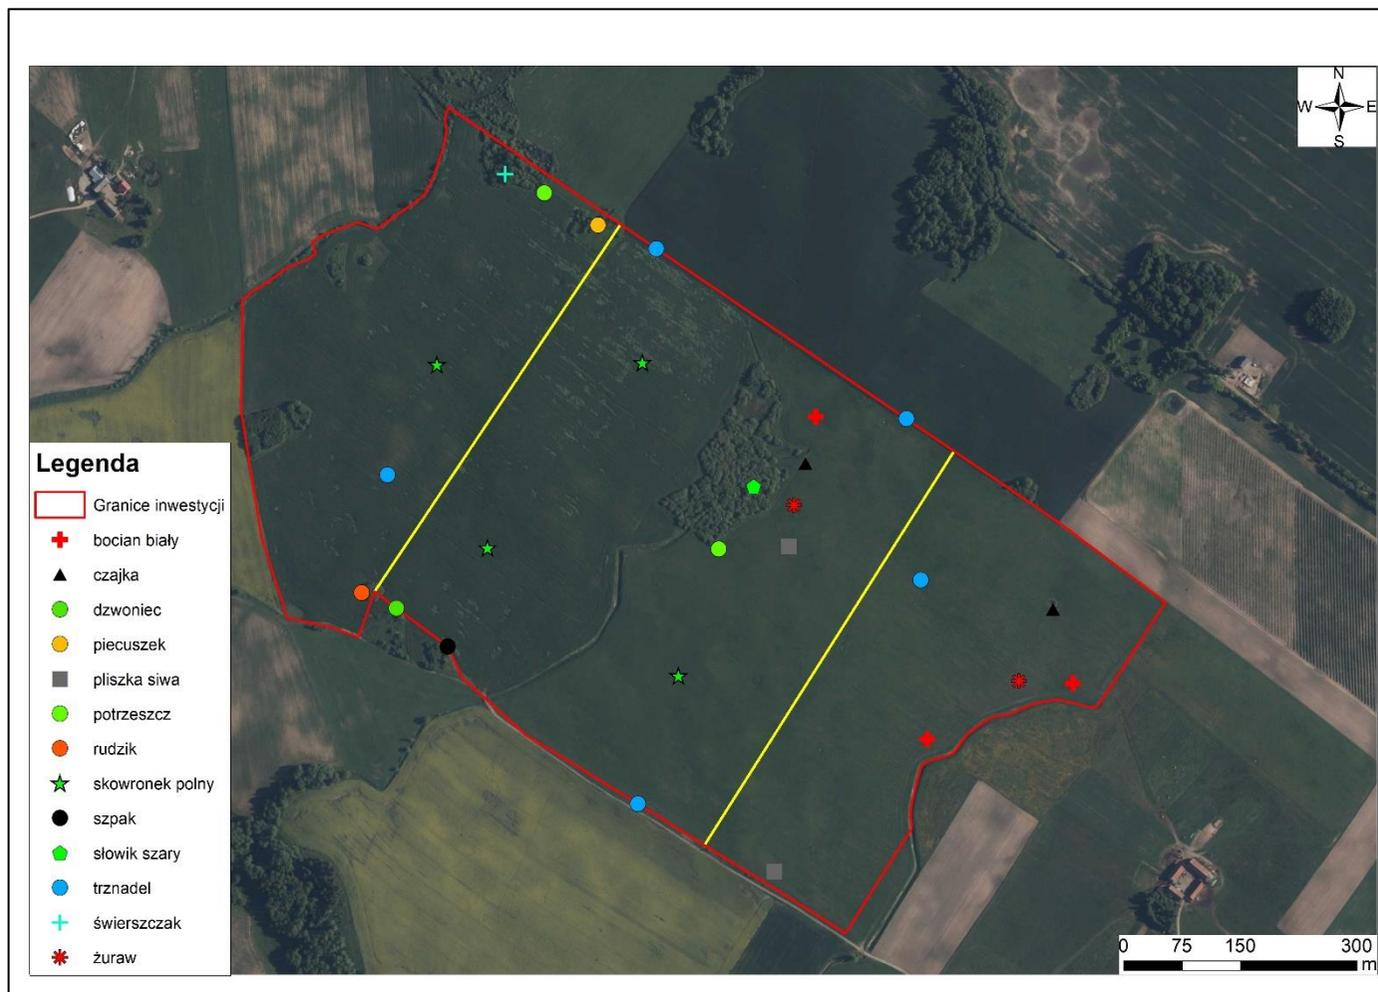 N
W E
S
Legenda
Granice inwestycji
bocian biały
czajka
dzwoniec
piecuszek
pliszka siwa
potrzeszcz
rudzik
skowronek polny
szpak
słowik szary
trznadel
świerszczak
żuraw
0 75 150 300
m